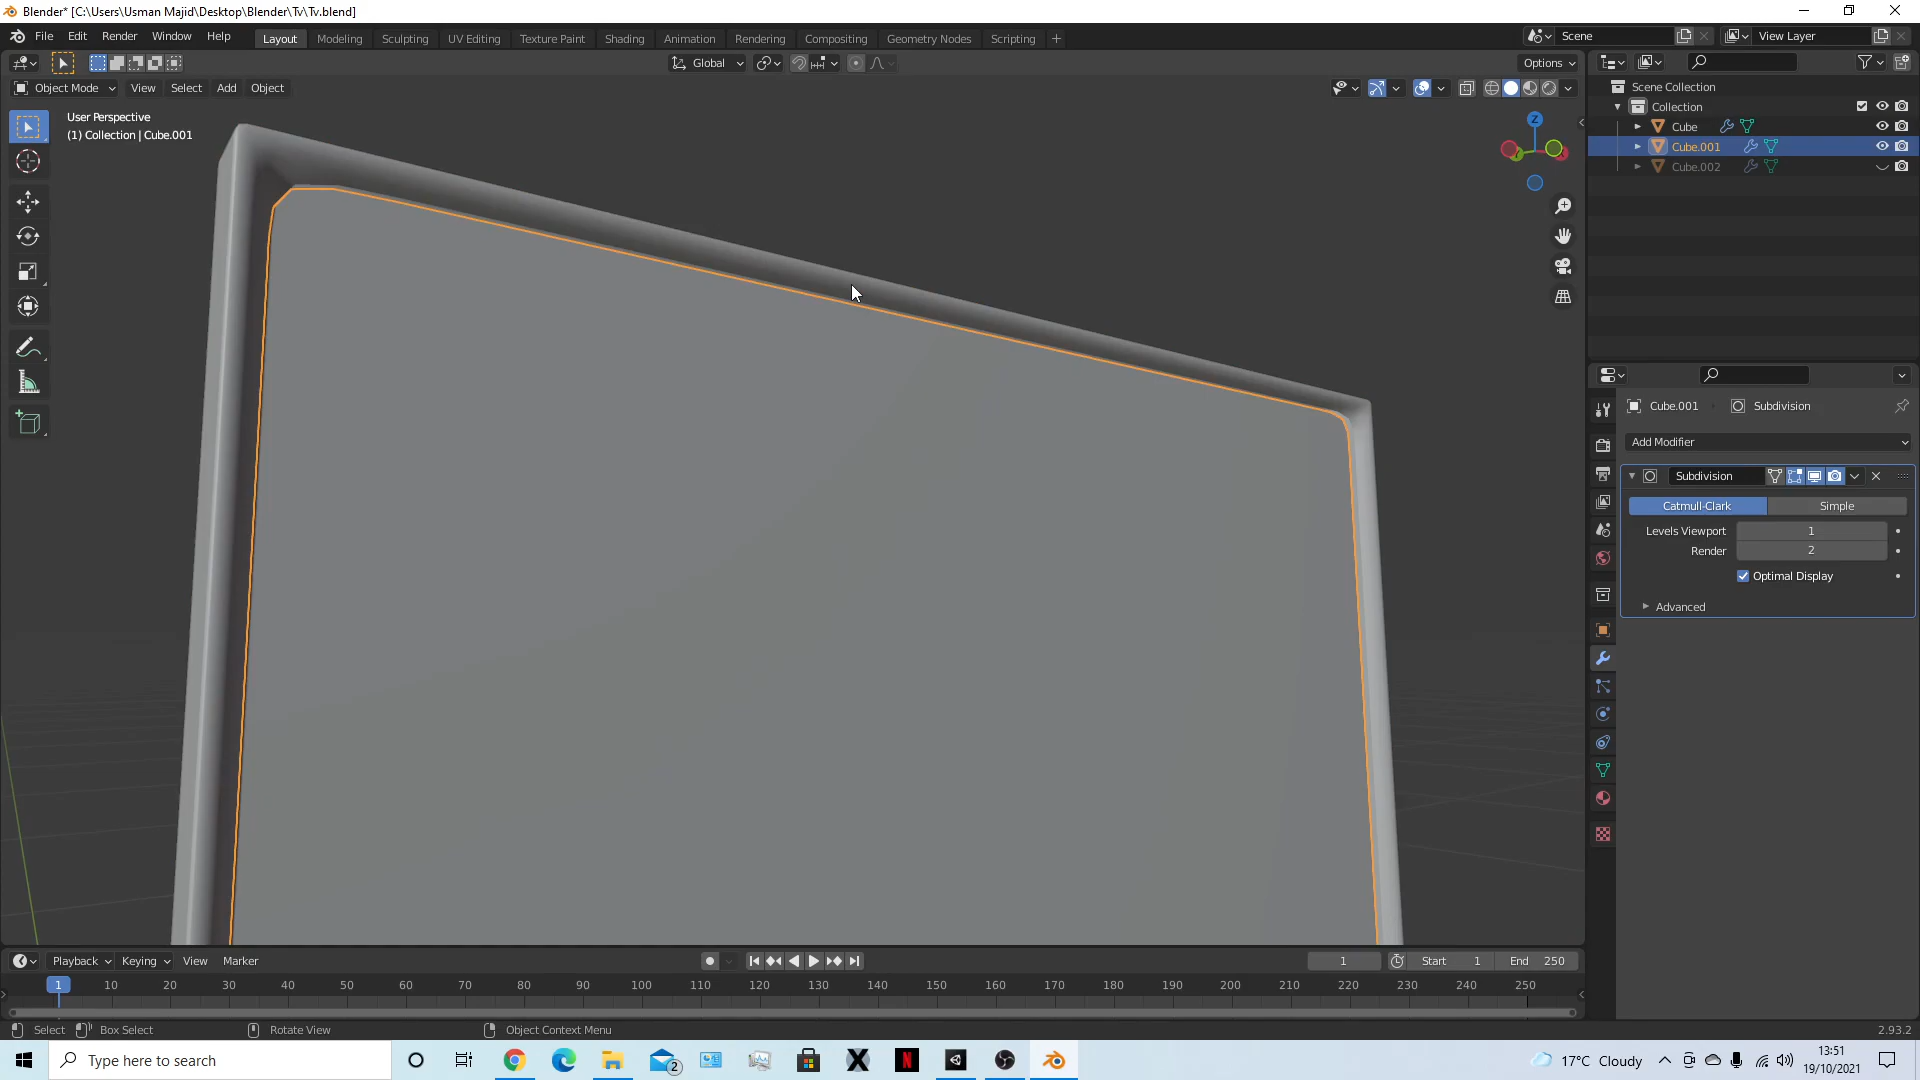 Blender* [C:\Users\Usman Majid\Desktop\Blender\Tv\Tv.blend]
File Edit Render Window Help
Layout Modeling Sculpting UV Editing Texture Paint Shading Animation Rendering Compositing Geometry Nodes Scripting
Scene
View Layer
Global
Options
Object Mode View Select Add Object
User Perspective
(1) Collection | Cube.001
Z
Scene Collection
Collection
Cube
Cube.001
Cube.002
Cube.001
Subdivision
Add Modifier
Subdivision
Catmull-Clark
Simple
Levels Viewport 1
Render 2
Optimal Display
Advanced
Playback Keying View Marker
1
Start 1
End 250
1 10 20 30 40 50 60 70 80 90 100 110 120 130 140 150 160 170 180 190 200 210 220 230 240 250
Select
Box Select
Rotate View
Object Context Menu
2.93.2
Type here to search
2
N
17°C Cloudy
13:51
19/10/2021